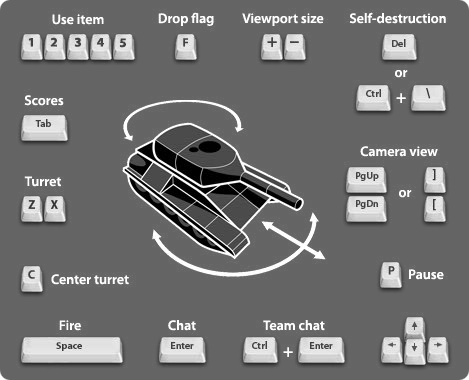 Use item
1 2 3 4 5
Drop flag
F
Viewport size
+ −
Self-destruction
Del
or
Ctrl + \
Scores
Tab
Camera view
PgUp ]
or
PgDn [
Turret
Z X
C Center turret
P Pause
Fire
Space
Chat
Enter
Team chat
Ctrl + Enter
↑
← ↓ →